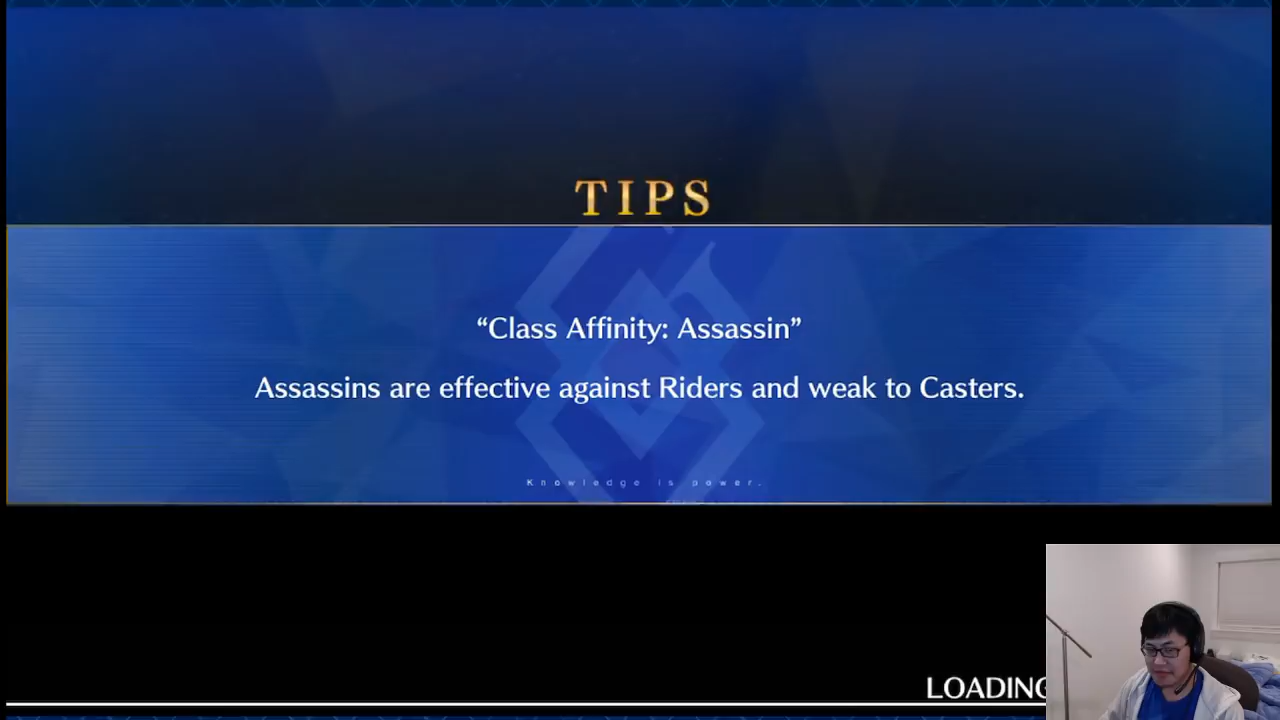 TIPS
“Class Affinity: Assassin”
Assassins are effective against Riders and weak to Casters.
Knowledge is power.
LOADING